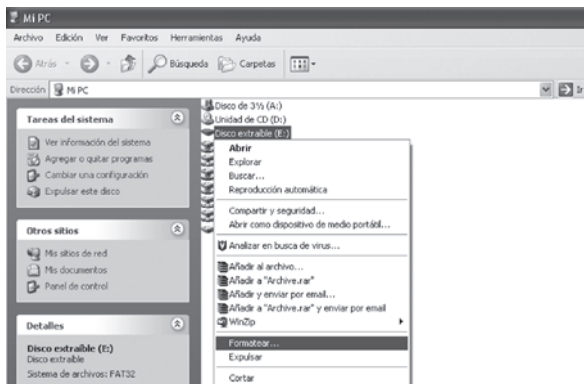 Mi PC
Archivo Edición Ver Favoritos Herramientas Ayuda
Atrás Búsqueda Carpetas
Dirección Mi PC Ir
Tareas del sistema
Ver información del sistema
Agregar o quitar programas
Cambiar una configuración
Expulsar este disco
Otros sitios
Mis sitios de red
Mis documentos
Panel de control
Detalles
Disco extraíble (E:)
Disco extraíble
Sistema de archivos: FAT32
Disco de 3½ (A:)
Unidad de CD (D:)
Disco extraíble (E:)
Abrir
Explorar
Buscar...
Reproducción automática
Compartir y seguridad...
Abrir como dispositivo de medio portátil...
Analizar en busca de virus...
Añadir al archivo...
Añadir a "Archive.rar"
Añadir y enviar por email...
Añadir a "Archive.rar" y enviar por email
WinZip
Formatear...
Expulsar
Cortar